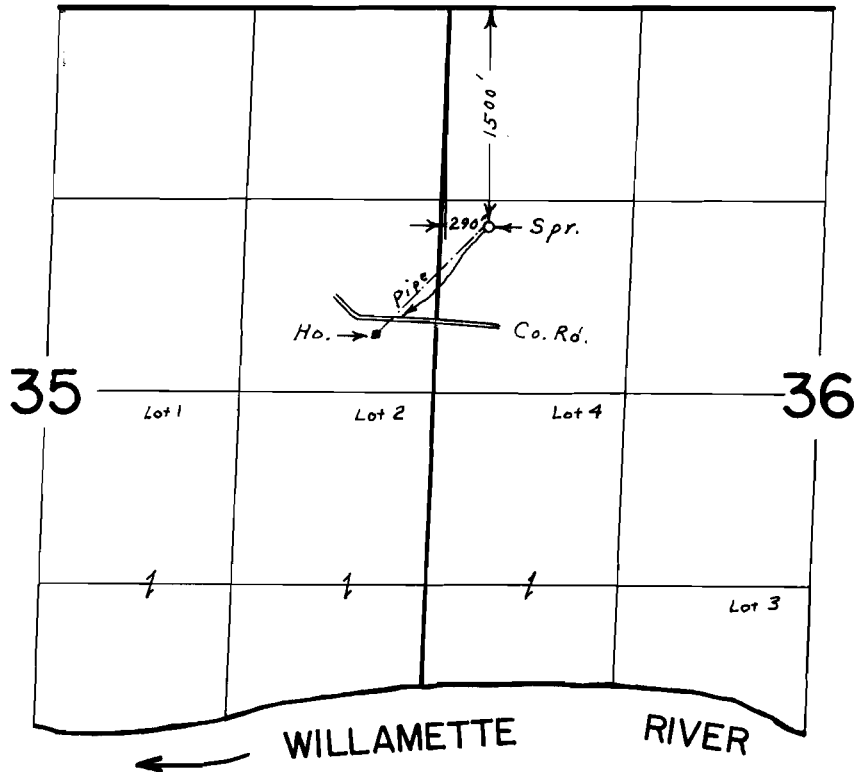 1500'
290'
Spr.
Pipe
Ho.
Co. Rd.
35
36
Lot 1
Lot 2
Lot 4
Lot 3
WILLAMETTE RIVER